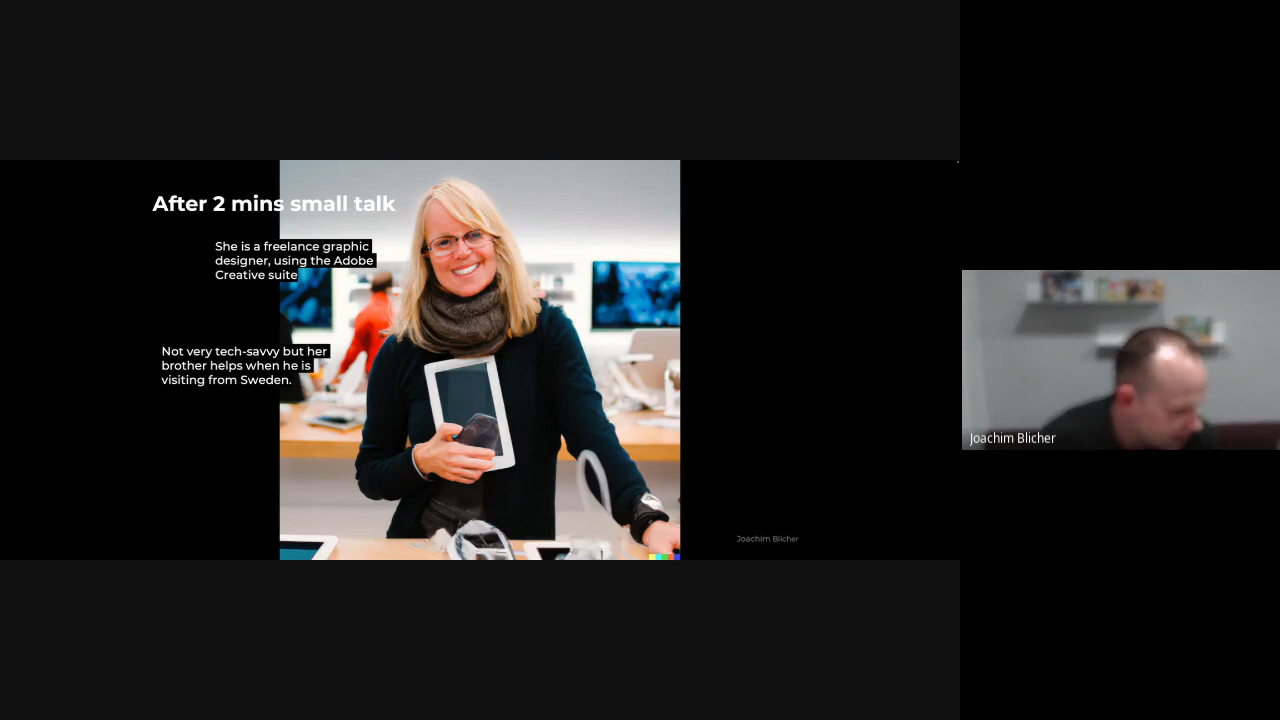 After 2 mins small talk
She is a freelance graphic
designer, using the Adobe
Creative suite
Not very tech-savvy but her
brother helps when he is
visiting from Sweden.
Joachim Blicher
Joachim Blicher